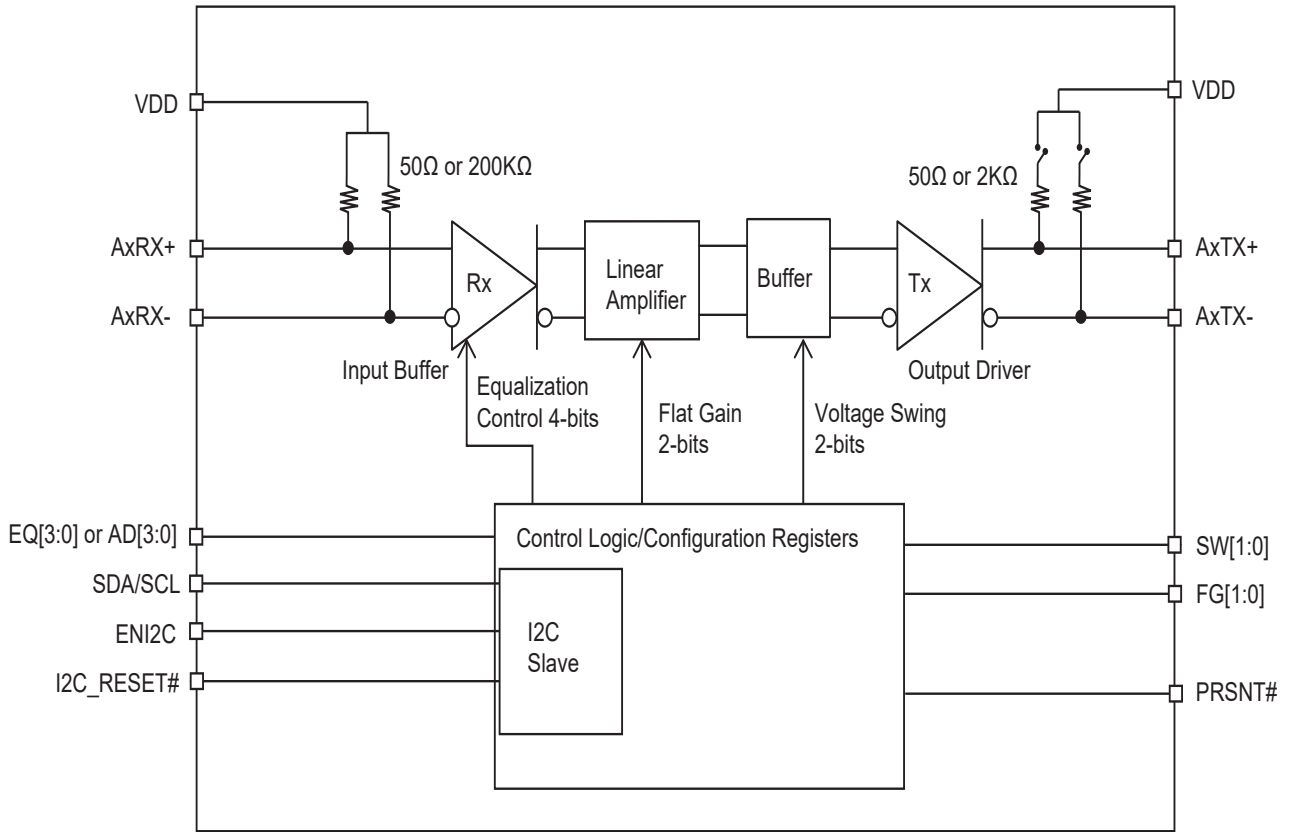 VDD
VDD
50Ω or 200KΩ
50Ω or 2KΩ
AxRX+
Rx
Linear
Amplifier
Buffer
Tx
AxTX+
AxRX-
AxTX-
Input Buffer
Output Driver
Equalization
Control 4-bits
Flat Gain
2-bits
Voltage Swing
2-bits
EQ[3:0] or AD[3:0]
Control Logic/Configuration Registers
SW[1:0]
SDA/SCL
FG[1:0]
ENI2C
I2C
Slave
I2C_RESET#
PRSNT#